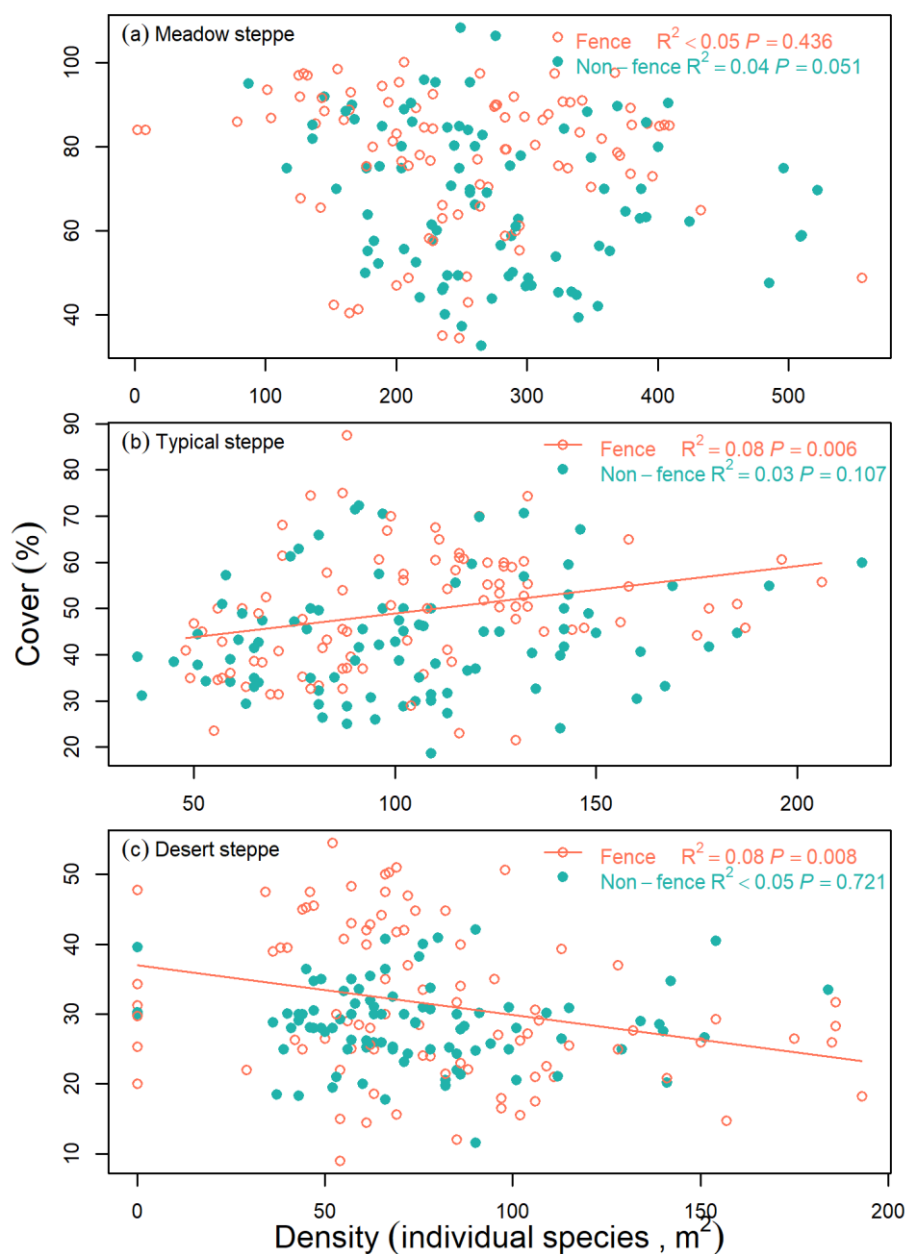 (a) Meadow steppe
Fence R² < 0.05 P = 0.436
Non − fence R² = 0.04 P = 0.051
100
80
60
40
0 100 200 300 400 500
(b) Typical steppe
Fence R² = 0.08 P = 0.006
Non − fence R² = 0.03 P = 0.107
90
70
60
50
40
30
20
50 100 150 200
Cover (%)
(c) Desert steppe
Fence R² = 0.08 P = 0.008
Non − fence R² < 0.05 P = 0.721
50
40
30
20
10
0 50 100 150 200
Density (individual species , m²)